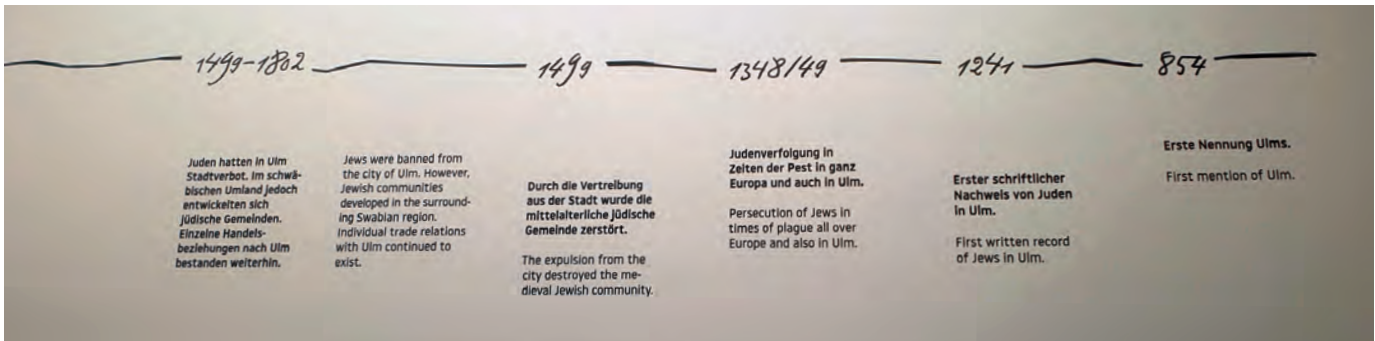 1499-1802
Juden hatten in Ulm
Stadtverbot. Im schwä-
bischen Umland jedoch
entwickelten sich
jüdische Gemeinden.
Einzelne Handels-
beziehungen nach Ulm
bestanden weiterhin.
Jews were banned from
the city of Ulm. However,
Jewish communities
developed in the surround-
ing Swabian region.
Individual trade relations
with Ulm continued to
exist.
1499
Durch die Vertreibung
aus der Stadt wurde die
mittelalterliche jüdische
Gemeinde zerstört.
The expulsion from the
city destroyed the me-
dieval Jewish community.
1348/49
Judenverfolgung in
Zeiten der Pest in ganz
Europa und auch in Ulm.
Persecution of Jews in
times of plague all over
Europe and also in Ulm.
1241
Erster schriftlicher
Nachweis von Juden
in Ulm.
First written record
of Jews in Ulm.
854
Erste Nennung Ulms.
First mention of Ulm.